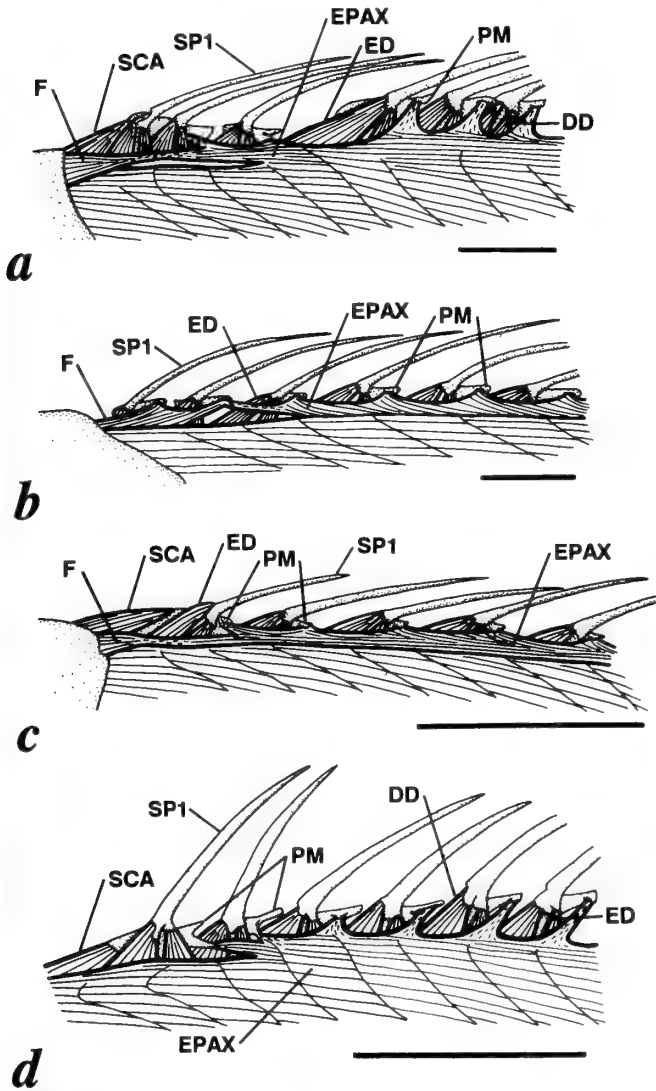 EPAX
SP1 ED PM
SCA
F
DD
a
EPAX
ED PM
SP1
F
b
ED SP1
SCA PM EPAX
F
c
DD
SP1
PM
SCA
ED
EPAX
d